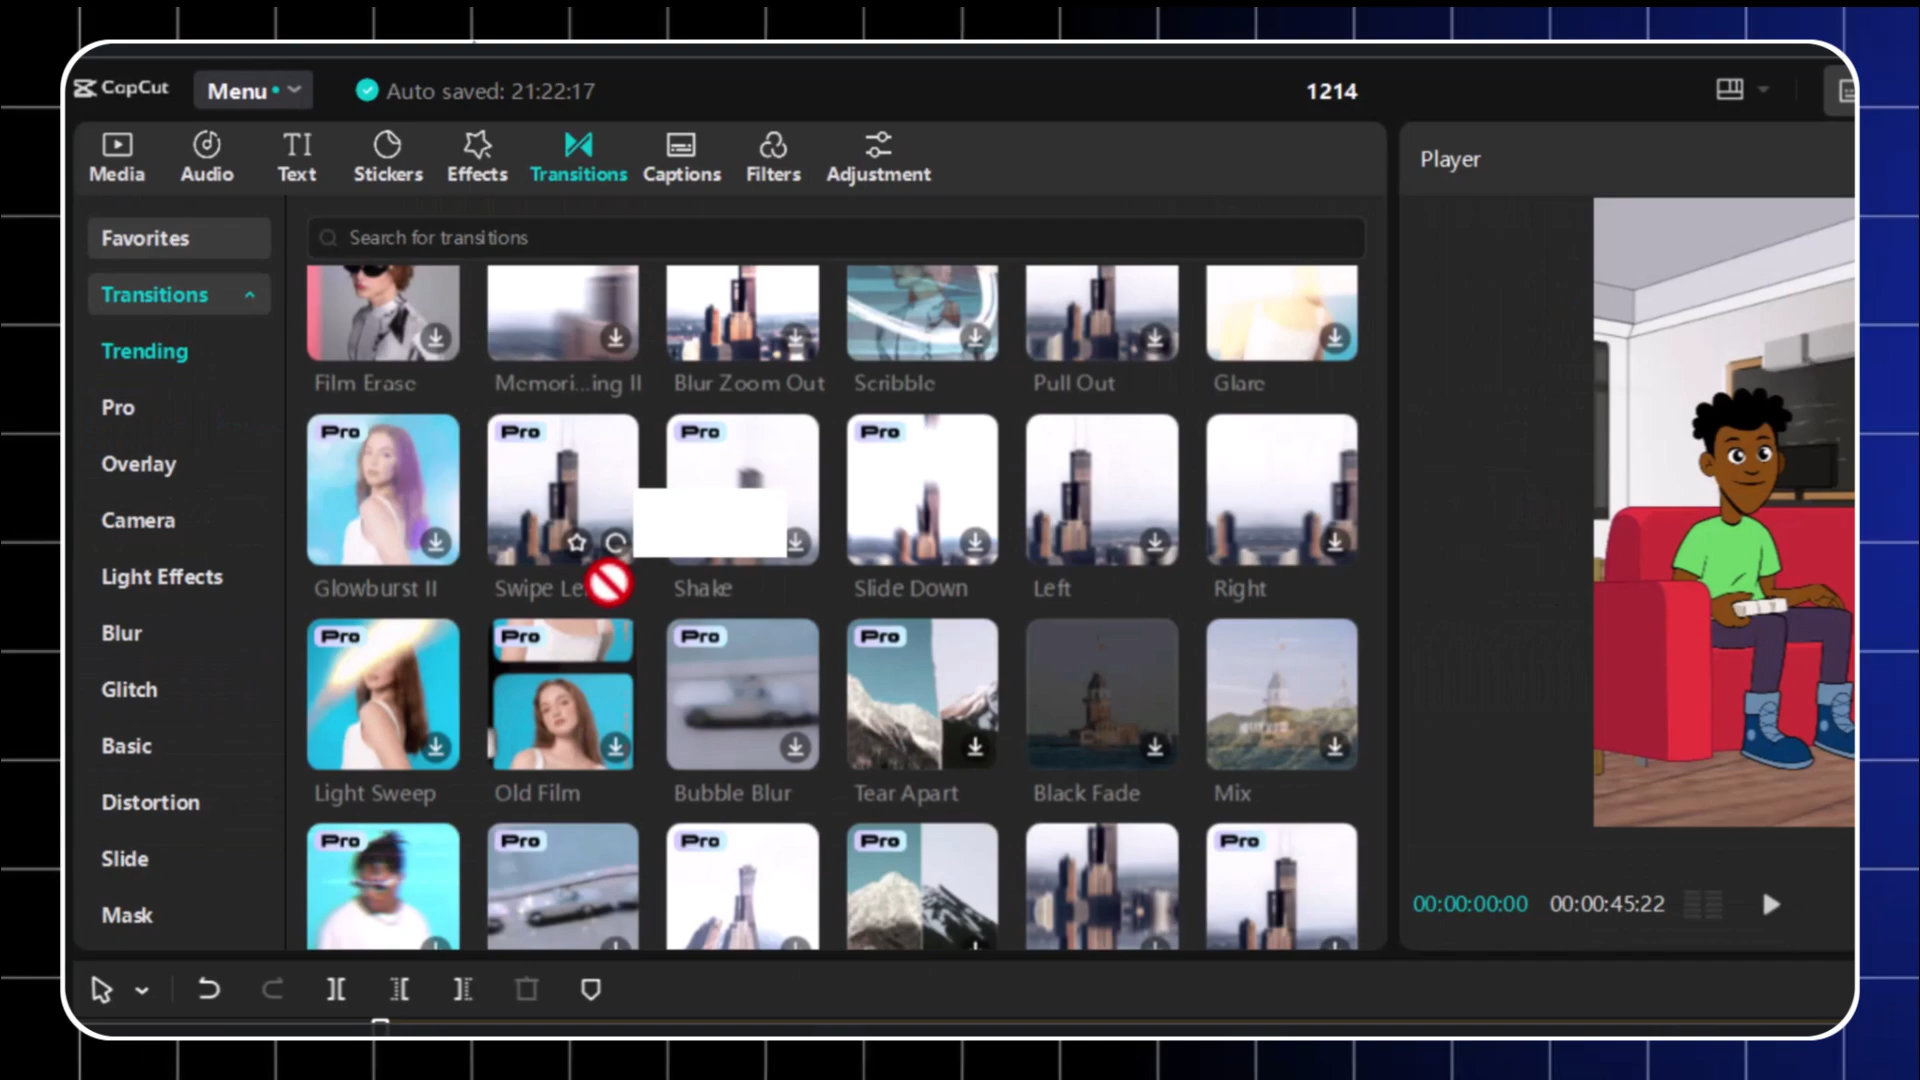 CapCut
Menu
Auto saved: 21:22:17
1214
Media
Audio
TI
Text
Stickers
Effects
Transitions
Captions
Filters
Adjustment
Player
Favorites
Search for transitions
Transitions
Trending
Pro
Overlay
Camera
Light Effects
Blur
Glitch
Basic
Distortion
Slide
Mask
Film Erase
Memori...ing II
Blur Zoom Out
Scribble
Pull Out
Glare
Pro
Pro
Pro
Pro
Glowburst II
Swipe Le
Shake
Slide Down
Left
Right
Pro
Pro
Pro
Pro
Light Sweep
Old Film
Bubble Blur
Tear Apart
Black Fade
Mix
Pro
Pro
Pro
Pro
Pro
00:00:00:00
00:00:45:22